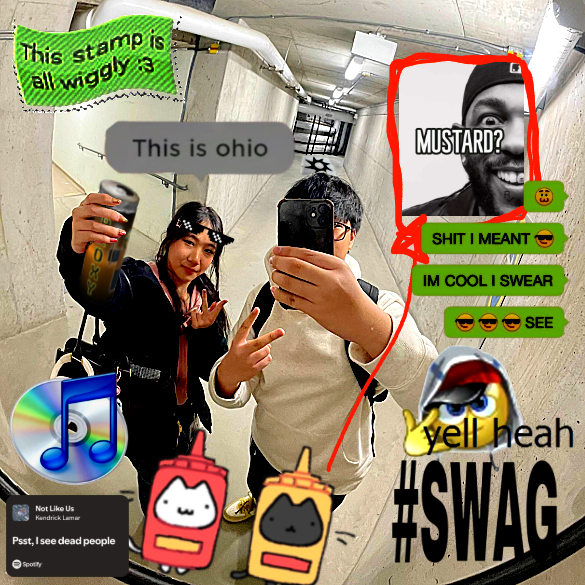 This stamp is
all wiggly :3
This is ohio
MUSTARD?
SHIT I MEANT 😎
IM COOL I SWEAR
😎😎😎 SEE
yell heah
#SWAG
Not Like Us
Kendrick Lamar
Psst, I see dead people
Spotify